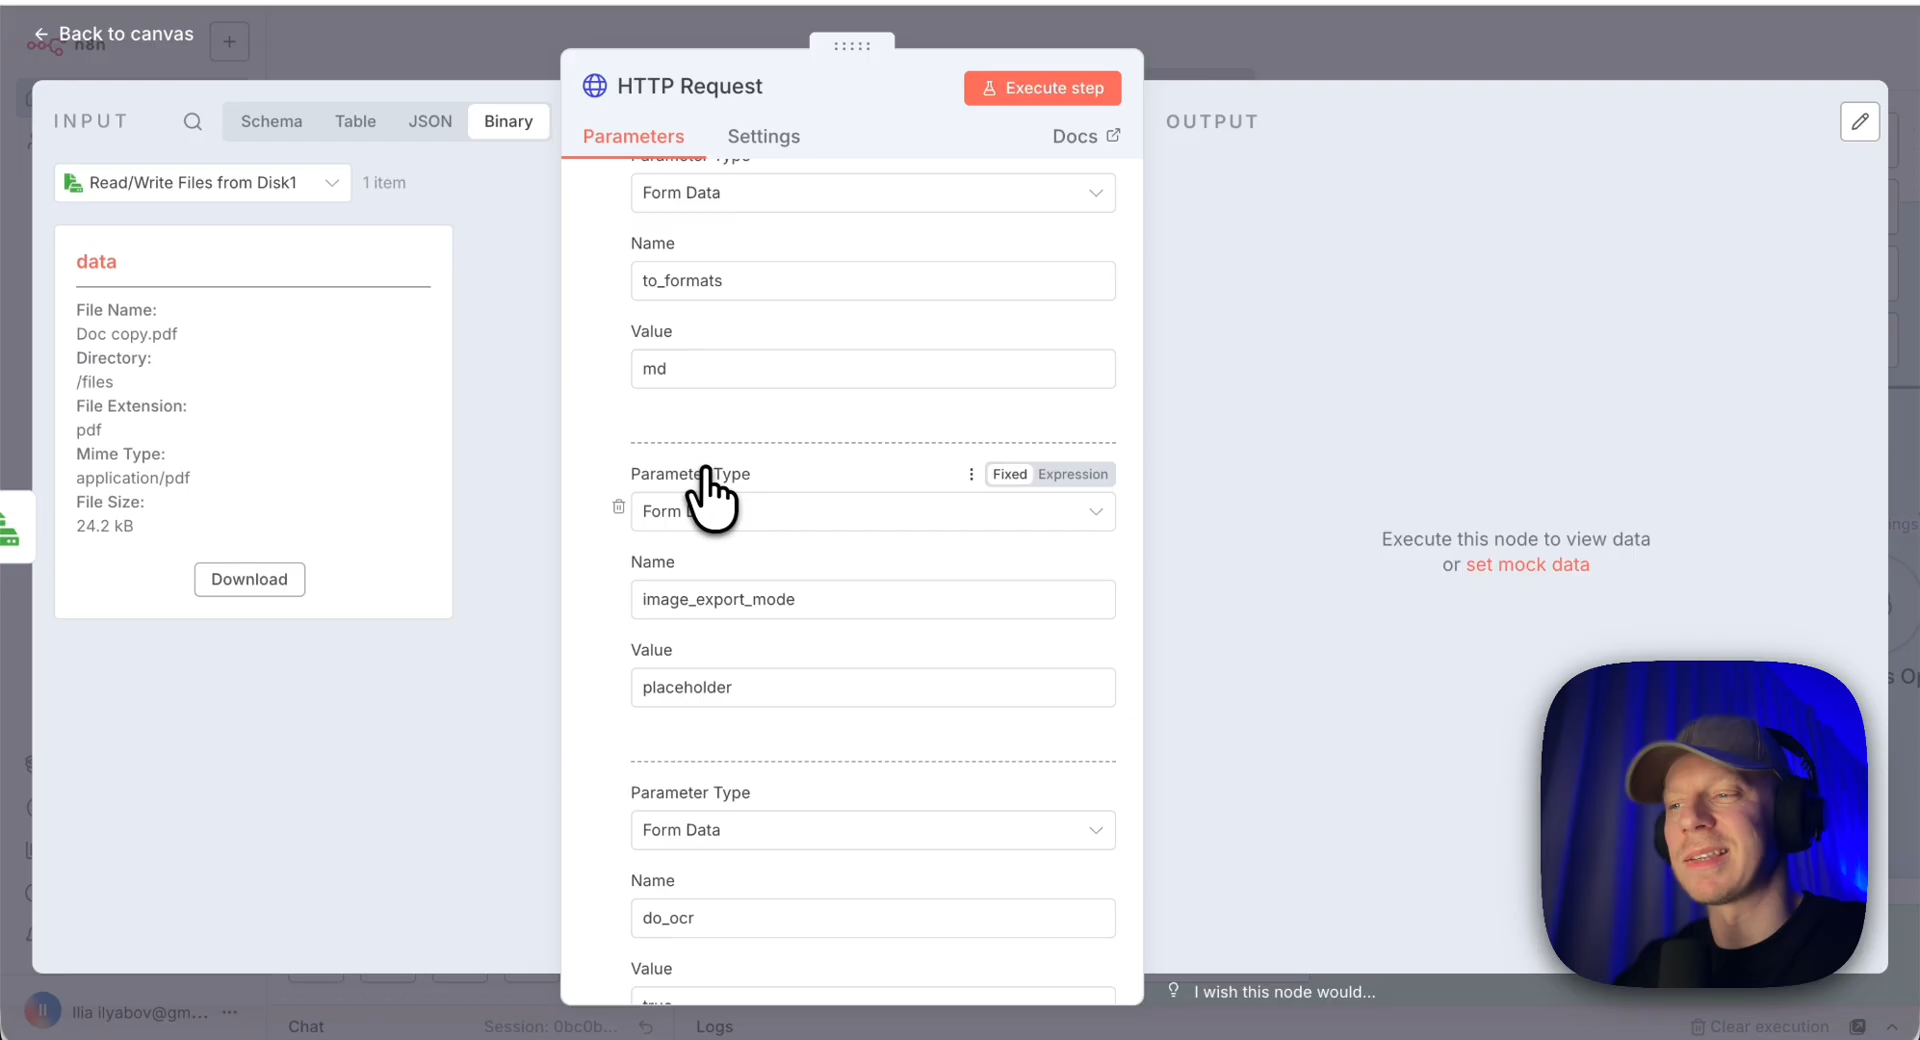 Back to canvas
n8n
INPUT
Schema
Table
JSON
Binary
Read/Write Files from Disk1
1 item
data
File Name:
Doc copy.pdf
Directory:
/files
File Extension:
pdf
Mime Type:
application/pdf
File Size:
24.2 kB
Download
HTTP Request
Execute step
Parameters
Settings
Docs
Parameter Type
Form Data
Name
to_formats
Value
md
Parameter Type
Fixed
Expression
Form
Name
image_export_mode
Value
placeholder
Parameter Type
Form Data
Name
do_ocr
Value
true
OUTPUT
Execute this node to view data
or set mock data
I wish this node would...
Ilia ilyabov@gm...
Chat
Session: 0bc0b...
Logs
Clear execution